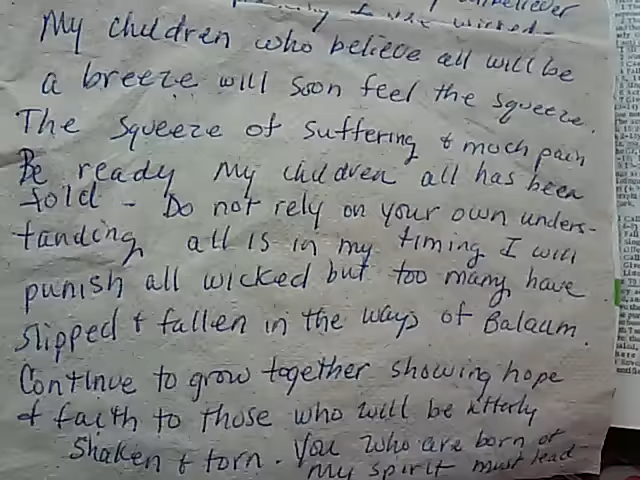 believer
wicked -
My children who believe all will be
a breeze will soon feel the squeeze.
The squeeze of suffering & much pain
Be ready My children all has been
told - Do not rely on your own unders-
tanding, all is in my timing I will
punish all wicked but too many have
slipped & fallen in the ways of Balaam.
Continue to grow together showing hope
& faith to those who will be utterly
shaken & torn. You who are born of
my spirit must lead -